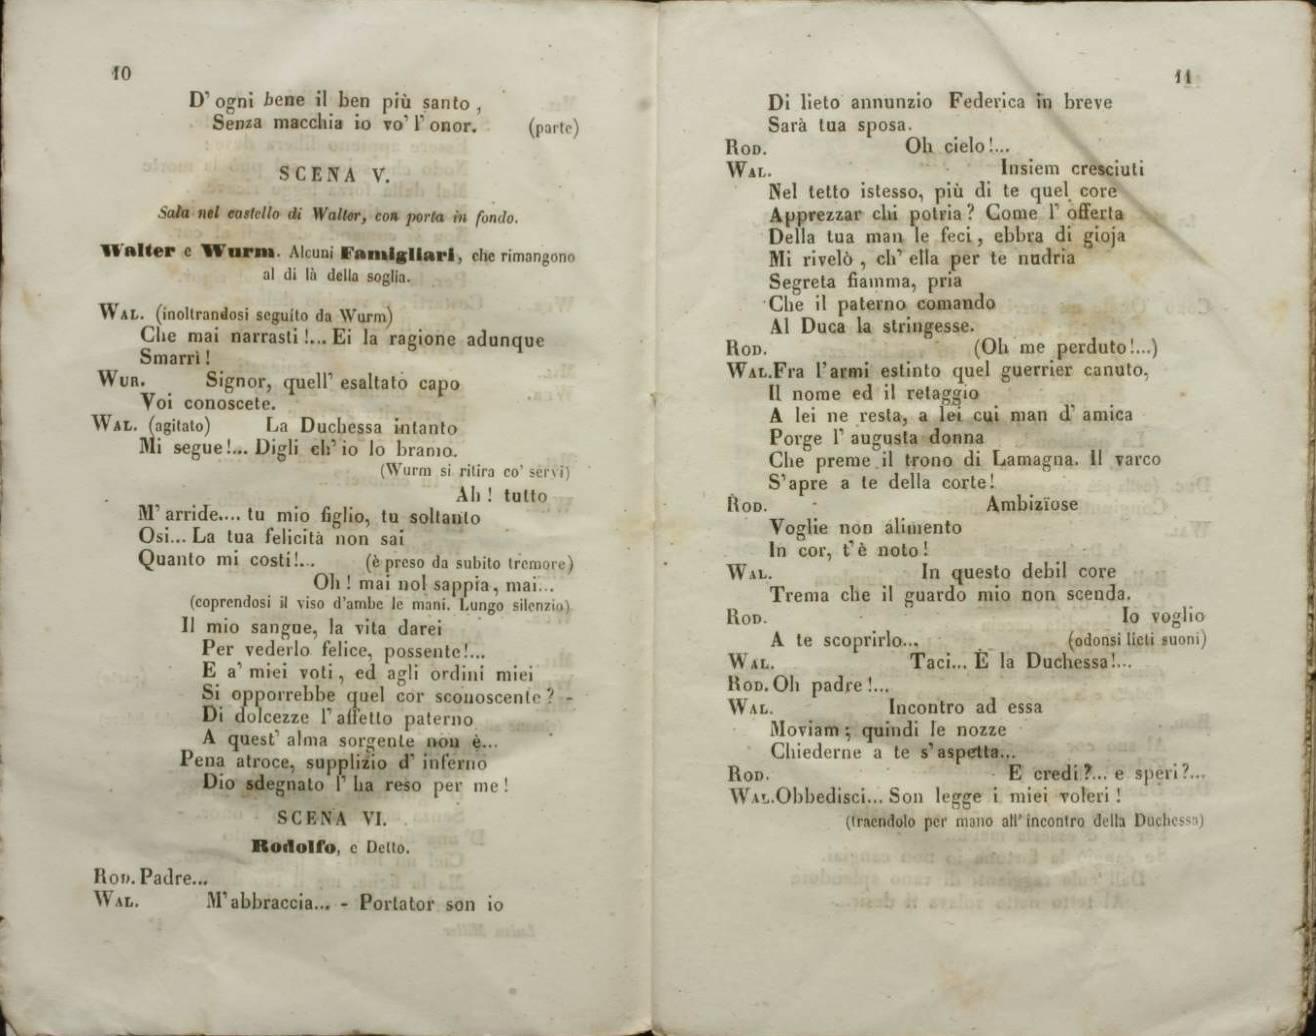 10
D' ogni bene il ben più santo,
Senza macchia io vo' l' onor. (parte)
SCENA V.
Sala nel castello di Walter, con porta in fondo.
Walter e Wurm. Alcuni Famigliari, che rimangono
al di là della soglia.
WAL. (inoltrandosi seguito da Wurm)
Che mai narrasti!... Ei la ragione adunque
Smarrì!
WUR. Signor, quell' esaltato capo
Voi conoscete.
WAL. (agitato) La Duchessa intanto
Mi segue!... Digli ch' io lo bramo.
(Wurm si ritira co' servi)
Ah! tutto
M' arride.... tu mio figlio, tu soltanto
Osi... La tua felicità non sai
Quanto mi costi!... (è preso da subito tremore)
Oh! mai nol sappia, mai...
(coprendosi il viso d'ambe le mani. Lungo silenzio)
Il mio sangue, la vita darei
Per vederlo felice, possente!...
E a' miei voti, ed agli ordini miei
Si opporrebbe quel cor sconoscente? -
Di dolcezze l' affetto paterno
A quest' alma sorgente non è...
Pena atroce, supplizio d' inferno
Dio sdegnato l' ha reso per me!
SCENA VI.
Rodolfo, e Detto.
ROD. Padre...
WAL. M' abbraccia... - Portator son io
11
Di lieto annunzio Federica in breve
Sarà tua sposa.
ROD. Oh cielo!...
WAL. Insiem cresciuti
Nel tetto istesso, più di te quel core
Apprezzar chi potria? Come l' offerta
Della tua man le feci, ebbra di gioja
Mi rivelò, ch' ella per te nudria
Segreta fiamma, pria
Che il paterno comando
Al Duca la stringesse.
ROD. (Oh me perduto!...)
WAL. Fra l'armi estinto quel guerrier canuto,
Il nome ed il retaggio
A lei ne resta, a lei cui man d' amica
Porge l' augusta donna
Che preme il trono di Lamagna. Il varco
S' apre a te della corte!
ROD. Ambizïose
Voglie non alimento
In cor, t'è noto!
WAL. In questo debil core
Trema che il guardo mio non scenda.
ROD. Io voglio
A te scoprirlo... (odonsi lieti suoni)
WAL. Taci... È la Duchessa!...
ROD. Oh padre!...
WAL. Incontro ad essa
Moviam; quindi le nozze
Chiederne a te s' aspetta...
ROD. E credi?... e speri?...
WAL. Obbedisci... Son legge i miei voleri!
(traendolo per mano all' incontro della Duchessa)